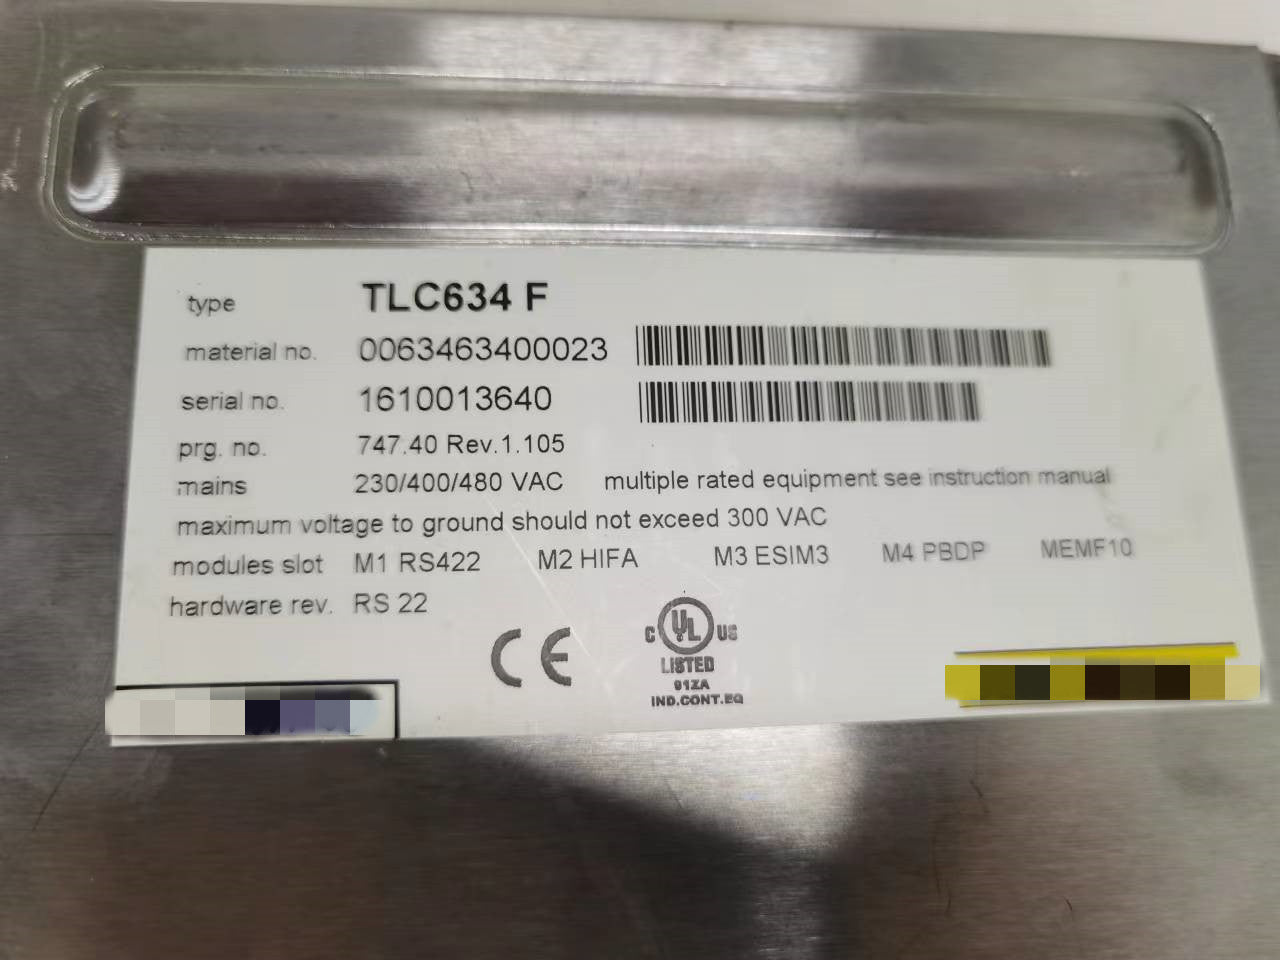 type TLC634 F
material no. 0063463400023
serial no. 1610013640
prg. no. 747.40 Rev.1.105
mains 230/400/480 VAC multiple rated equipment see instruction manual
maximum voltage to ground should not exceed 300 VAC
modules slot M1 RS422 M2 HIFA M3 ESIM3 M4 PBDP MEMF10
hardware rev. RS 22
CE
C UL US
LISTED
91ZA
IND.CONT.EQ